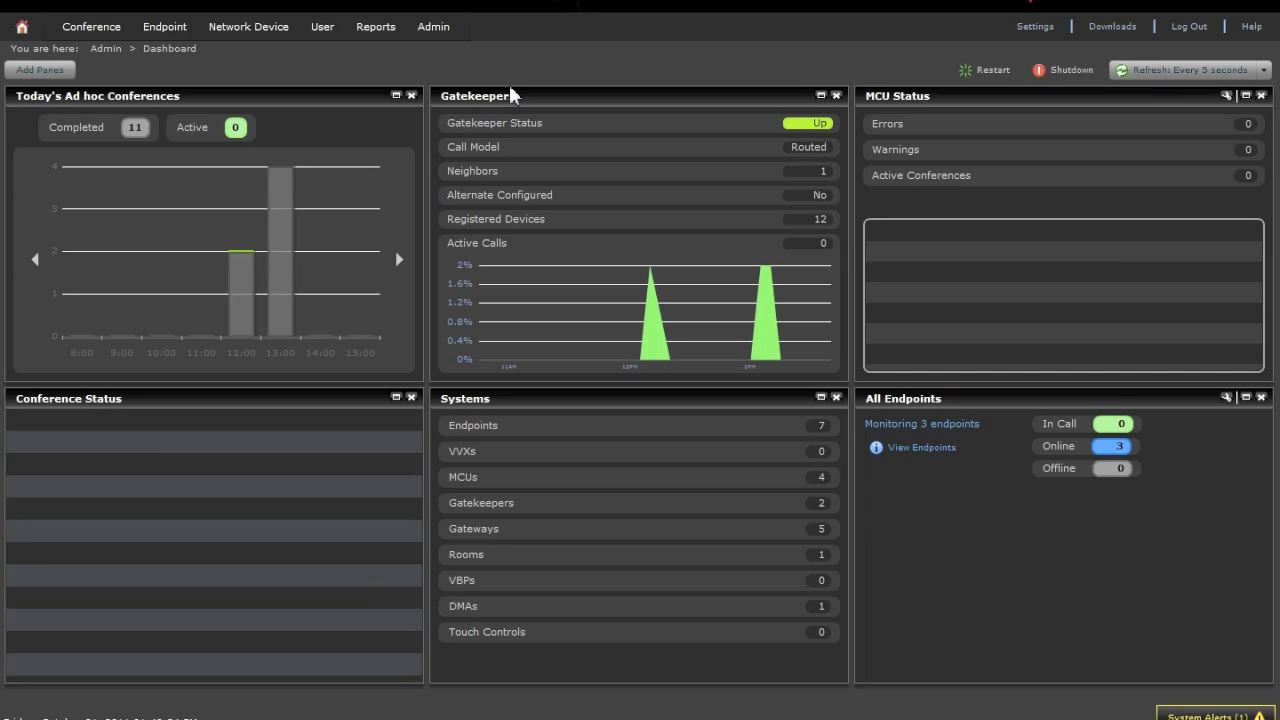 Conference Endpoint Network Device User Reports Admin Settings Downloads Log Out Help
You are here: Admin > Dashboard
Add Panes Restart Shutdown Refresh: Every 5 seconds
Today's Ad hoc Conferences
Completed 11 Active 0
4
3
2
1
0
8:00 9:00 10:00 11:00 12:00 13:00 14:00 15:00
Gatekeeper
Gatekeeper Status Up
Call Model Routed
Neighbors 1
Alternate Configured No
Registered Devices 12
Active Calls 0
2%
1.6%
1.2%
0.8%
0.4%
0%
11AM 12PM 1PM
MCU Status
Errors 0
Warnings 0
Active Conferences 0
Conference Status
Systems
Endpoints 7
VVXs 0
MCUs 4
Gatekeepers 2
Gateways 5
Rooms 1
VBPs 0
DMAs 1
Touch Controls 0
All Endpoints
Monitoring 3 endpoints In Call 0
View Endpoints Online 3
Offline 0
System Alerts (1)